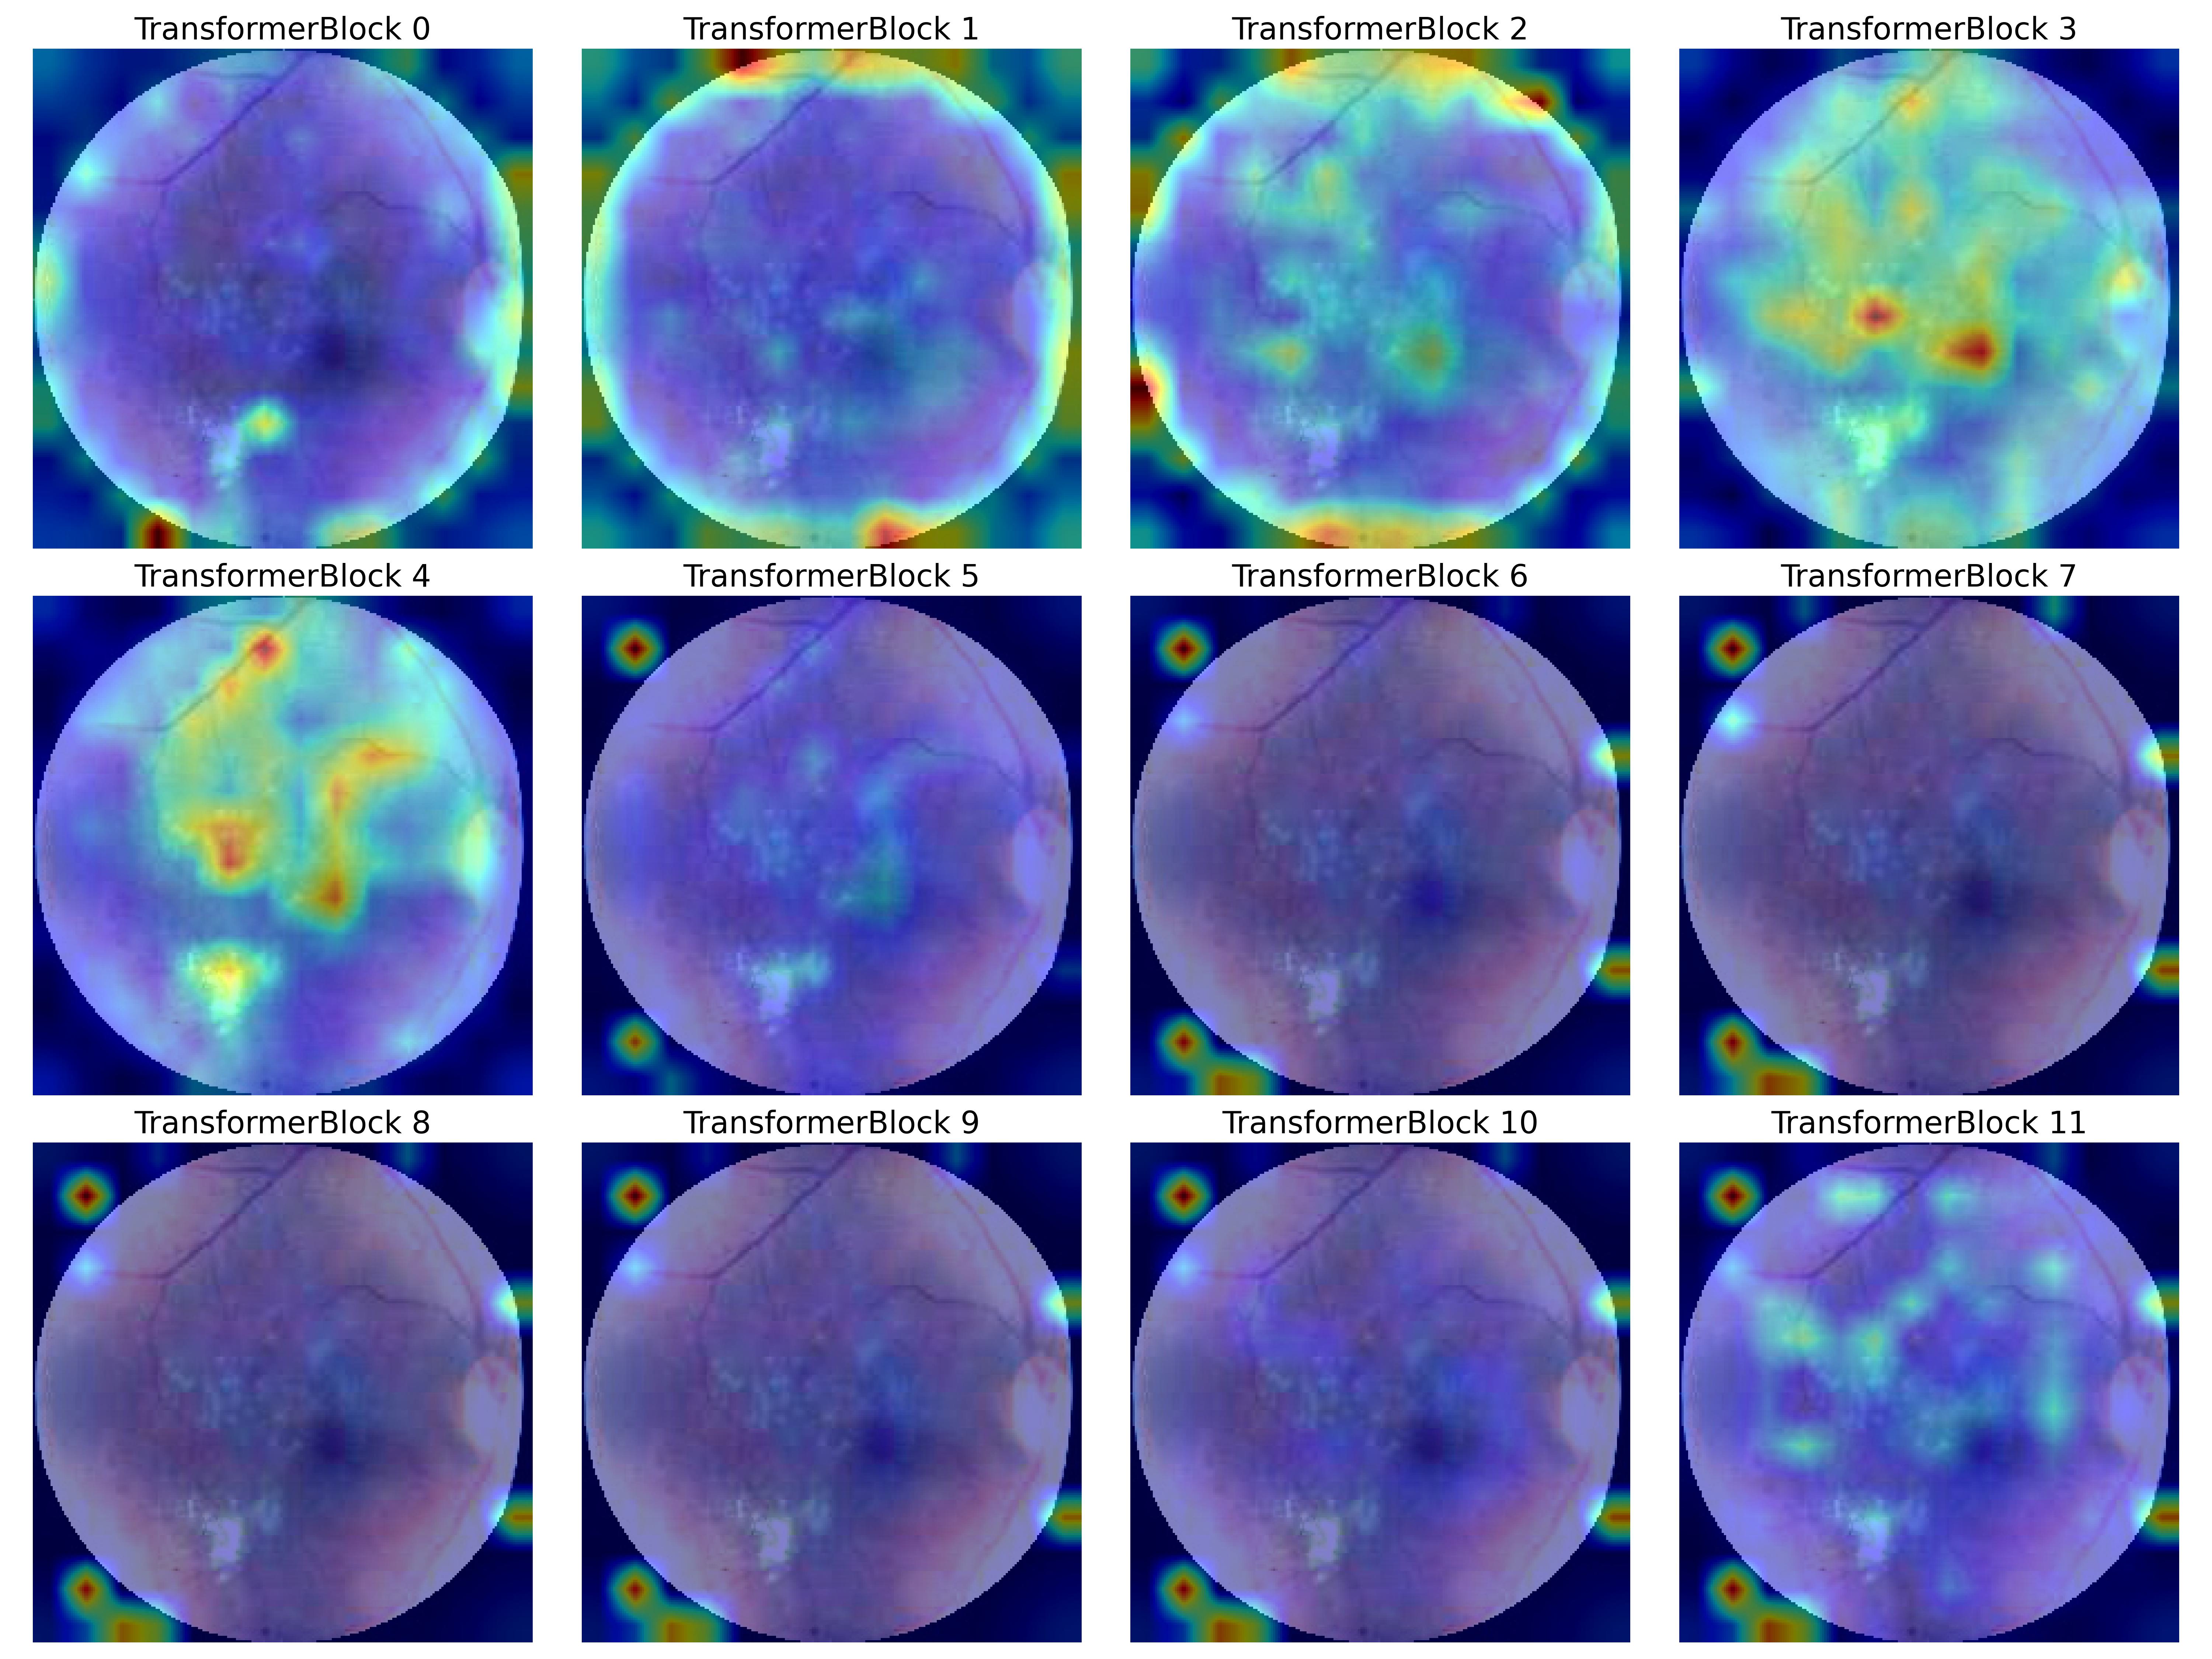 TransformerBlock 0
TransformerBlock 1
TransformerBlock 2
TransformerBlock 3
TransformerBlock 4
TransformerBlock 5
TransformerBlock 6
TransformerBlock 7
TransformerBlock 8
TransformerBlock 9
TransformerBlock 10
TransformerBlock 11